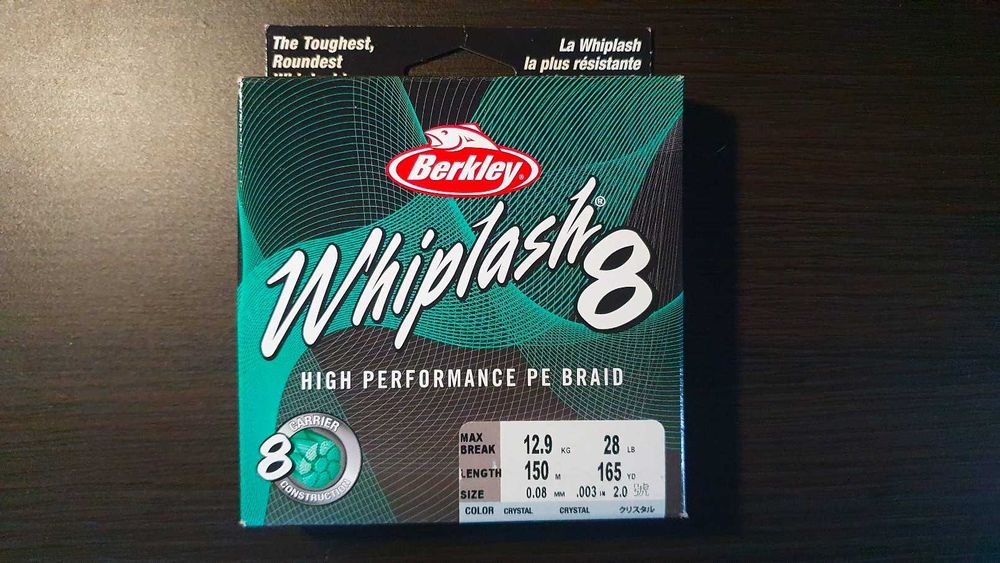 The Toughest,
Roundest
La Whiplash
la plus résistante
Berkley®
Whiplash® 8
HIGH PERFORMANCE PE BRAID
8 CARRIER
CONSTRUCTION
MAX BREAK 12.9 KG 28 LB
LENGTH 150 M 165 YD
SIZE 0.08 MM .003 IN 2.0 號
COLOR CRYSTAL CRYSTAL クリスタル